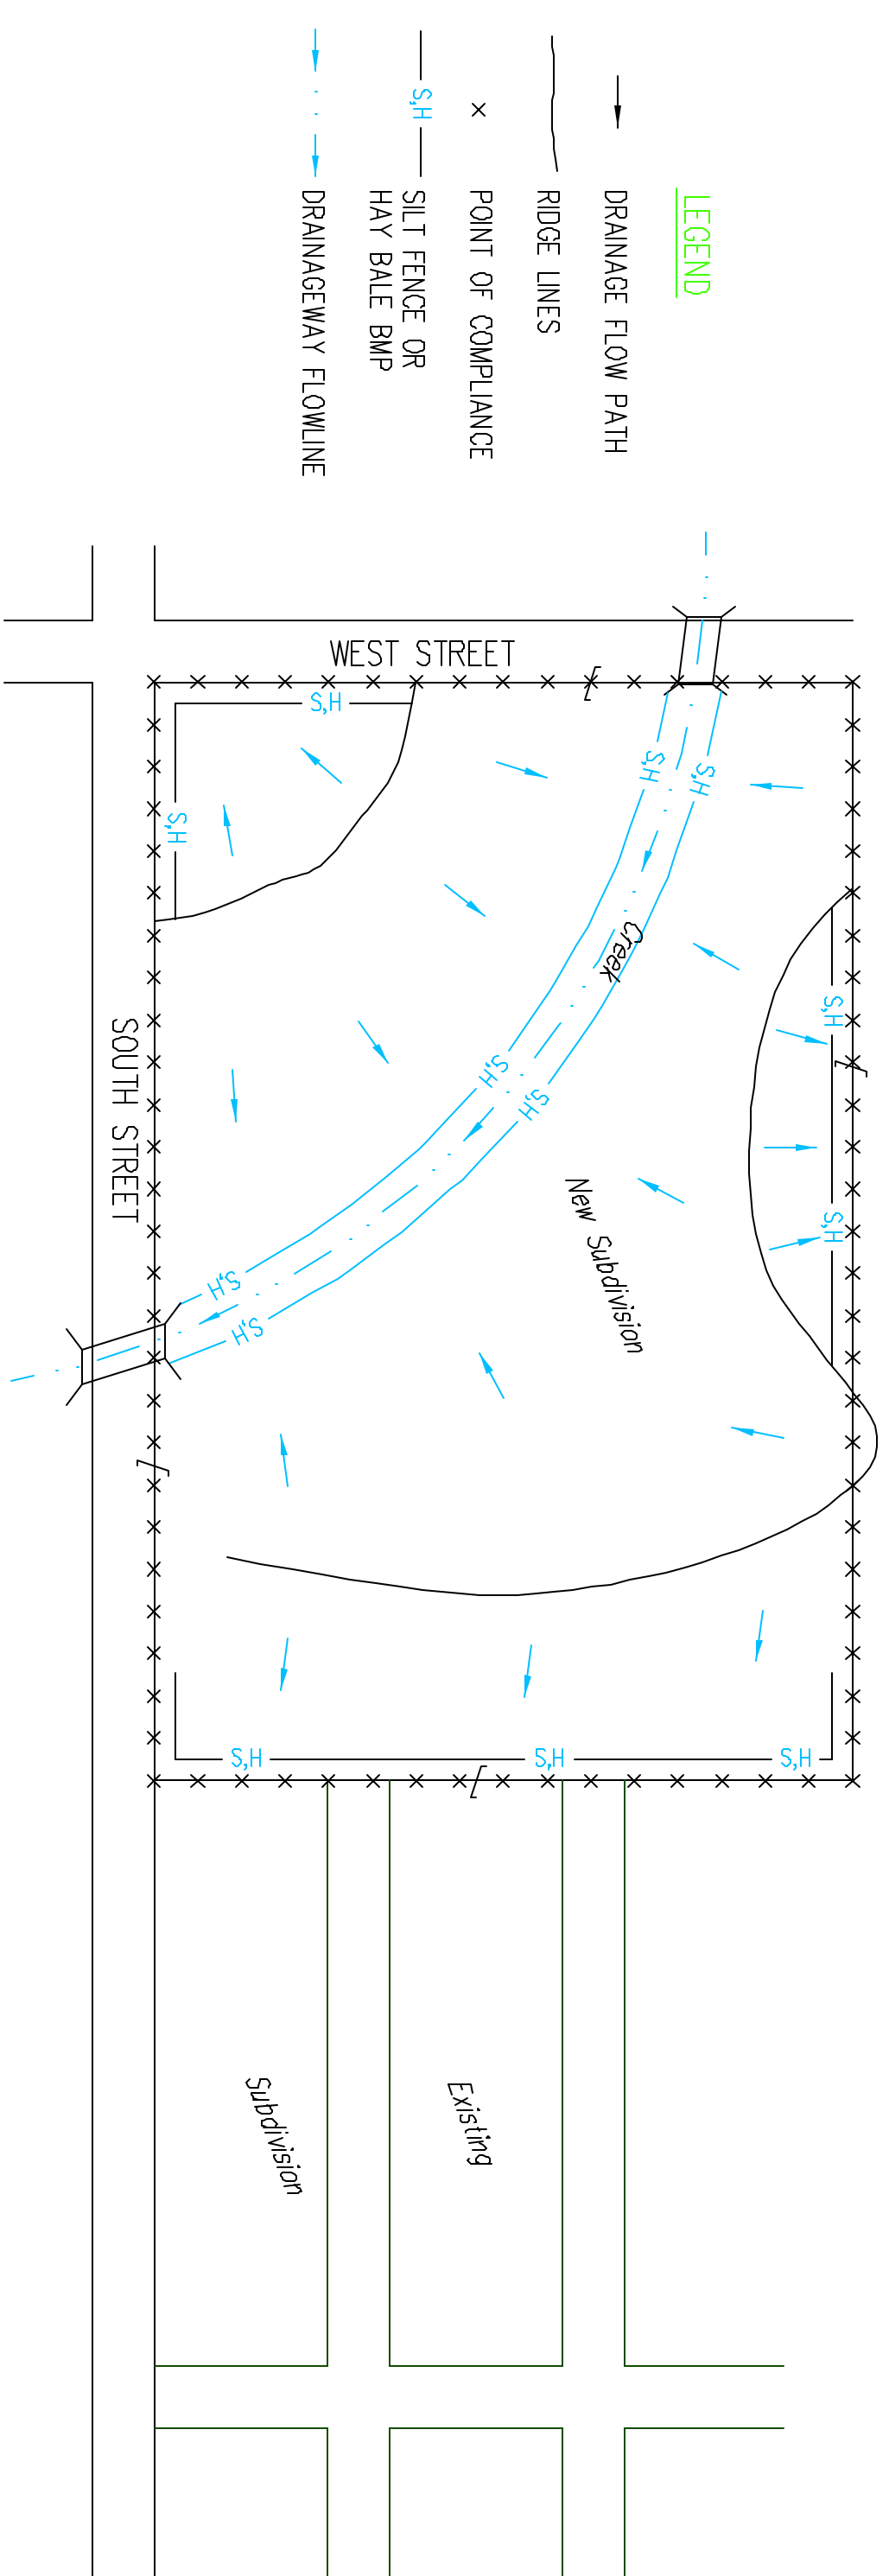 LEGEND
DRAINAGE FLOW PATH
RIDGE LINES
POINT OF COMPLIANCE
S,H
SILT FENCE OR
HAY BALE BMP
DRAINAGEWAY FLOWLINE
WEST STREET
S,H
S,H
S,H
S,H
Creek
S,H
S,H
S,H
S,H
SOUTH STREET
New Subdivision
S,H
S,H
S,H
S,H
S,H
Existing
Subdivision